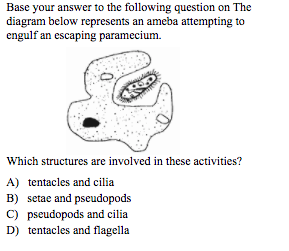 Base your answer to the following question on The
diagram below represents an ameba attempting to
engulf an escaping paramecium.
Which structures are involved in these activities?
A) tentacles and cilia
B) setae and pseudopods
C) pseudopods and cilia
D) tentacles and flagella